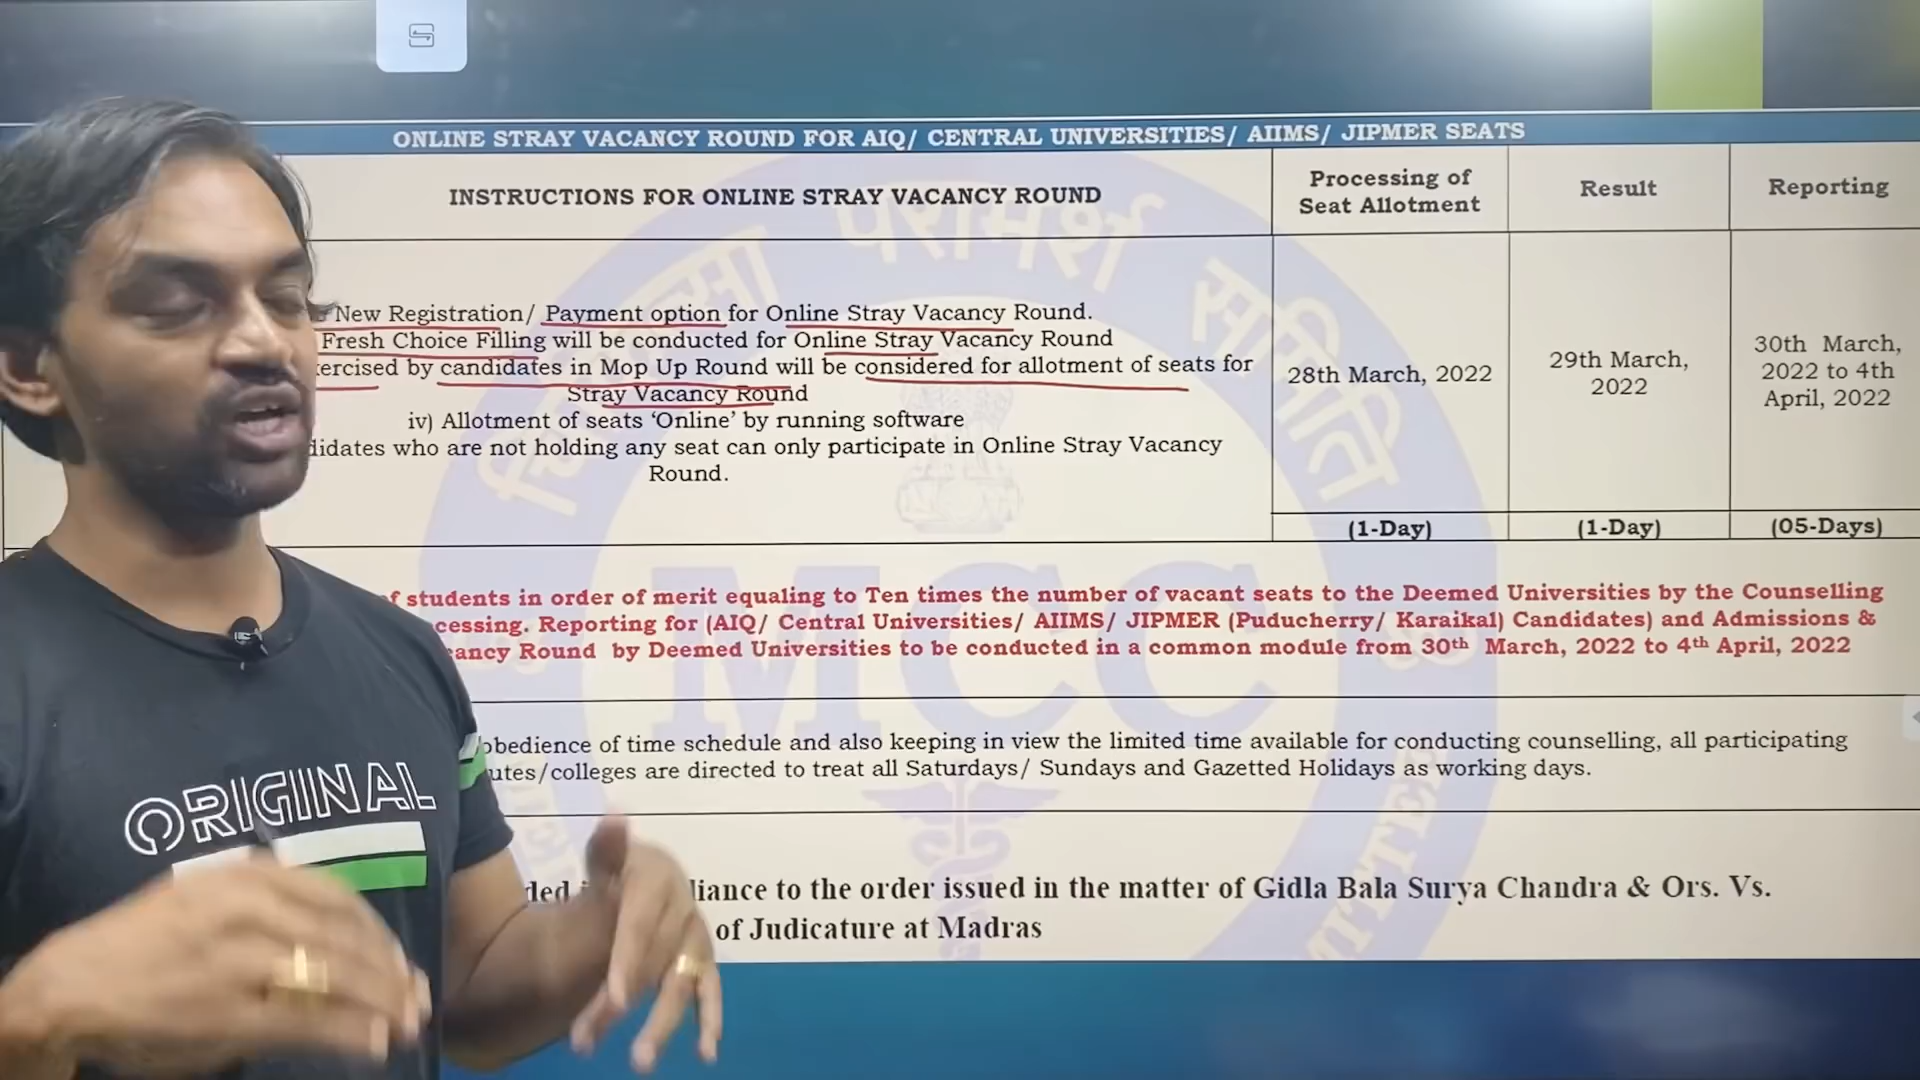 ONLINE STRAY VACANCY ROUND FOR AIQ/ CENTRAL UNIVERSITIES/ AIIMS/ JIPMER SEATS
INSTRUCTIONS FOR ONLINE STRAY VACANCY ROUND
Processing of
Seat Allotment
Result
Reporting
New Registration/ Payment option for Online Stray Vacancy Round.
Fresh Choice Filling will be conducted for Online Stray Vacancy Round
ercised by candidates in Mop Up Round will be considered for allotment of seats for
Stray Vacancy Round
iv) Allotment of seats ‘Online’ by running software
didates who are not holding any seat can only participate in Online Stray Vacancy
Round.
28th March, 2022
29th March,
2022
30th March,
2022 to 4th
April, 2022
(1-Day)
(1-Day)
(05-Days)
of students in order of merit equaling to Ten times the number of vacant seats to the Deemed Universities by the Counselling
cessing. Reporting for (AIQ/ Central Universities/ AIIMS/ JIPMER (Puducherry/ Karaikal) Candidates) and Admissions &
ancy Round by Deemed Universities to be conducted in a common module from 30th March, 2022 to 4th April, 2022
obedience of time schedule and also keeping in view the limited time available for conducting counselling, all participating
utes/colleges are directed to treat all Saturdays/ Sundays and Gazetted Holidays as working days.
ded liance to the order issued in the matter of Gidla Bala Surya Chandra & Ors. Vs.
of Judicature at Madras
ORIGINAL
MCC
परामर्श समिति